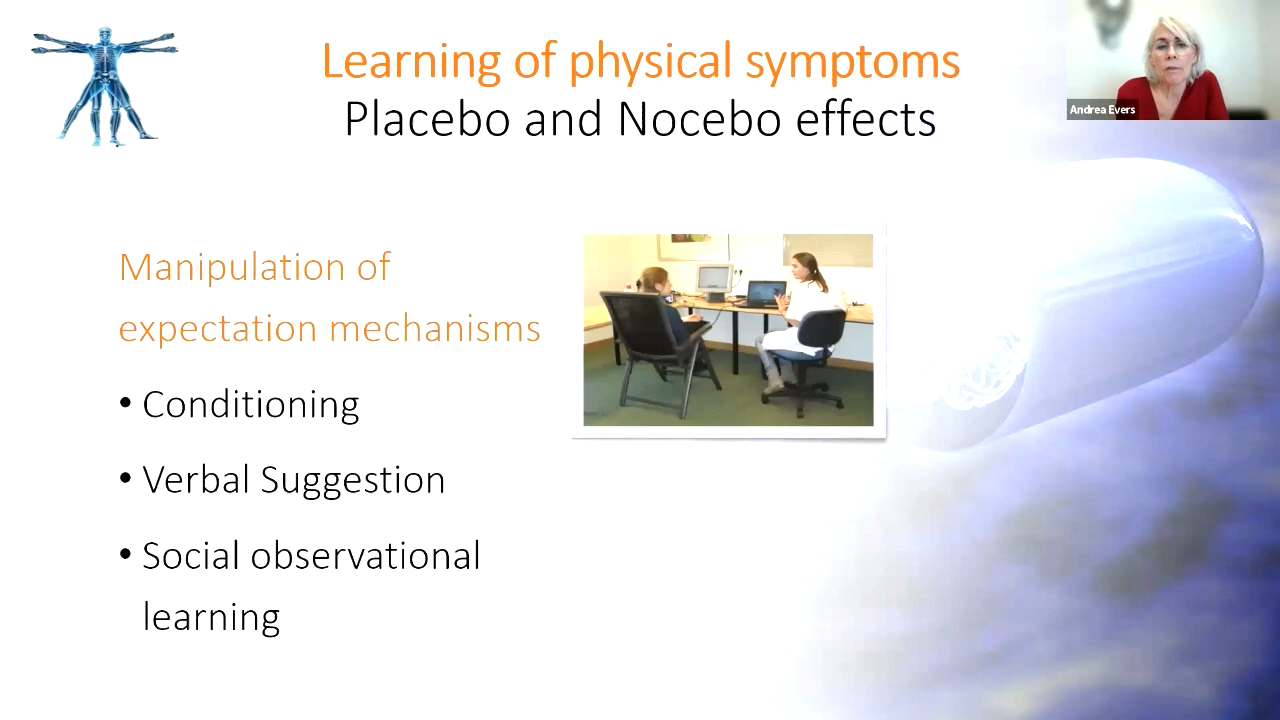 Learning of physical symptoms
Placebo and Nocebo effects
Andrea Evers
Manipulation of
expectation mechanisms
• Conditioning
• Verbal Suggestion
• Social observational
learning